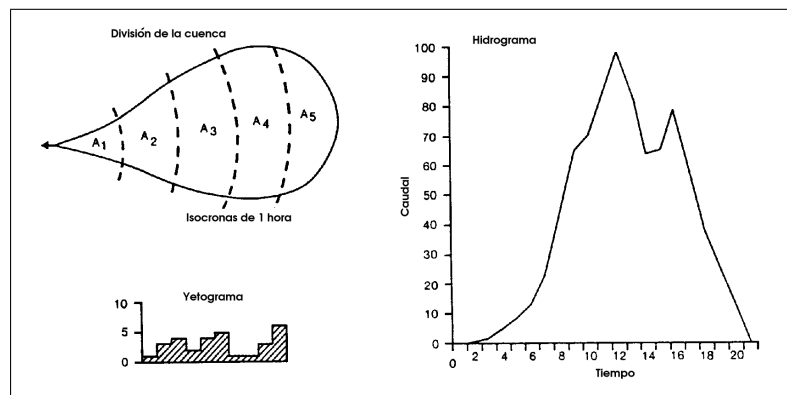 División de la cuenca
A1
A2
A3
A4
A5
Isocronas de 1 hora
Yetograma
10
5
0
Hidrograma
100
90
80
70
60
50
40
30
20
10
0
Caudal
0 2 4 6 8 10 12 14 16 18 20
Tiempo